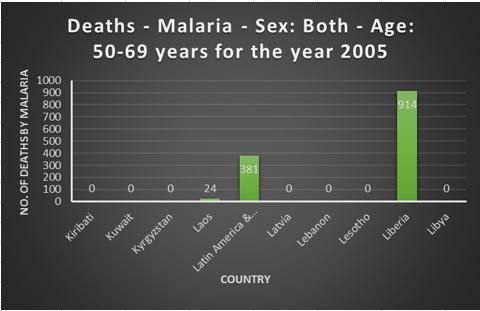 Deaths - Malaria - Sex: Both - Age:
50-69 years for the year 2005
NO. OF DEATHS BY MALARIA
1000
900
800
700
600
500
400
300
200
100
0
0
0
0
24
381
0
0
0
914
0
Kiribati
Kuwait
Kyrgyzstan
Laos
Latin America &...
Latvia
Lebanon
Lesotho
Liberia
Libya
COUNTRY